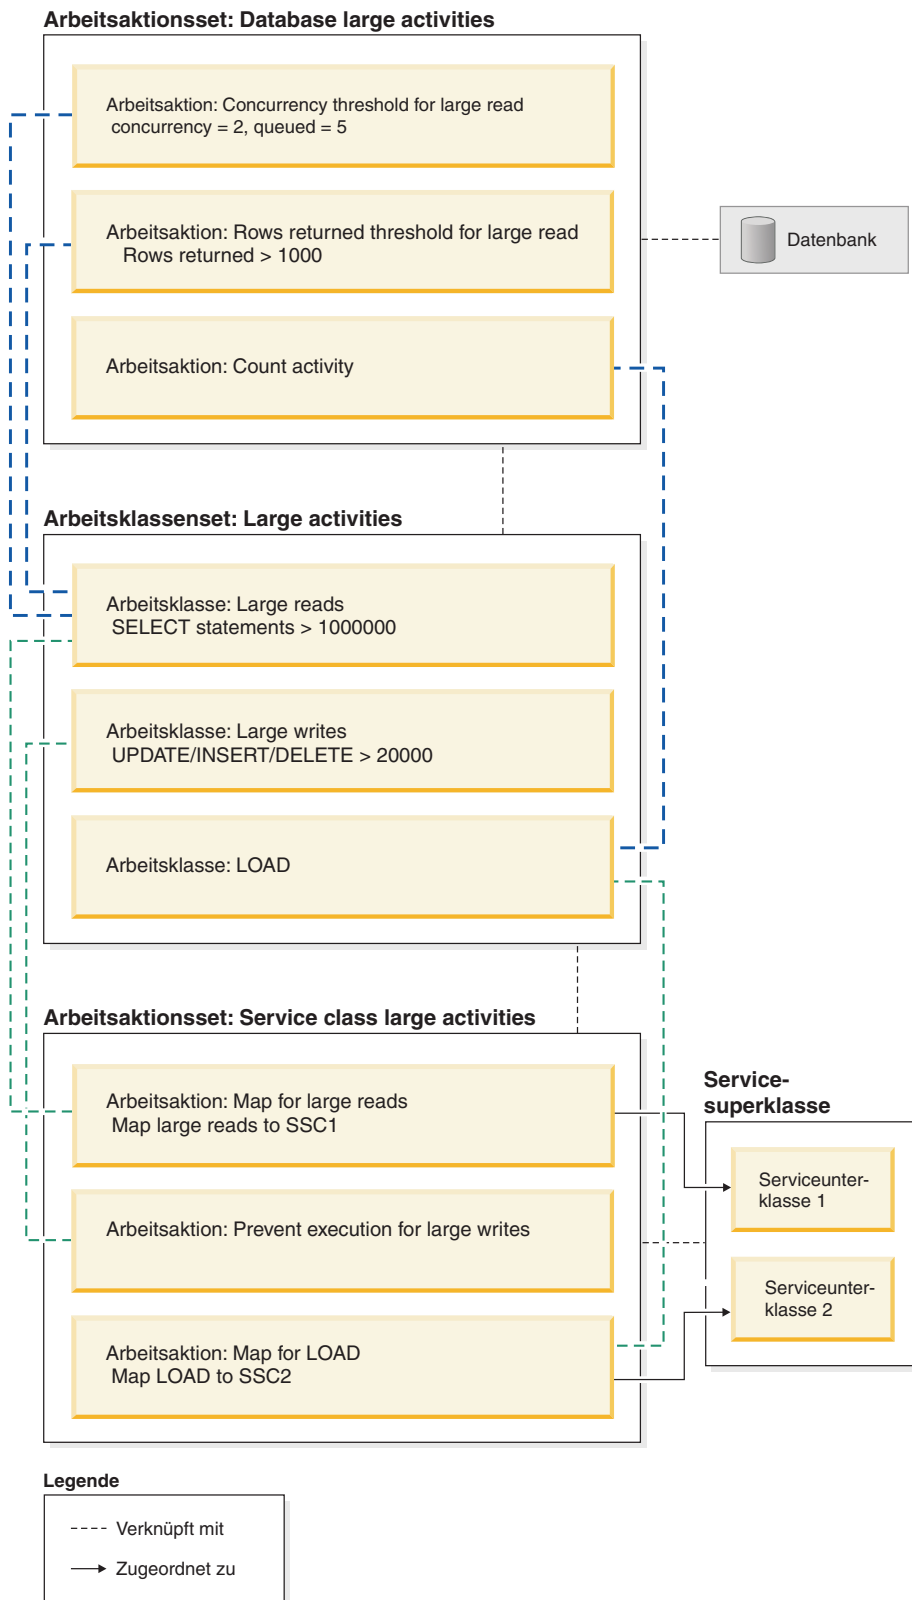 Arbeitsaktionsset: Database large activities
Arbeitsaktion: Concurrency threshold for large read
concurrency = 2, queued = 5
Arbeitsaktion: Rows returned threshold for large read
Rows returned > 1000
Datenbank
Arbeitsaktion: Count activity
Arbeitsklassenset: Large activities
Arbeitsklasse: Large reads
SELECT statements > 1000000
Arbeitsklasse: Large writes
UPDATE/INSERT/DELETE > 20000
Arbeitsklasse: LOAD
Arbeitsaktionsset: Service class large activities
Arbeitsaktion: Map for large reads
Map large reads to SSC1
Arbeitsaktion: Prevent execution for large writes
Arbeitsaktion: Map for LOAD
Map LOAD to SSC2
Service-
superklasse
Serviceunter-
klasse 1
Serviceunter-
klasse 2
Legende
Verknüpft mit
Zugeordnet zu